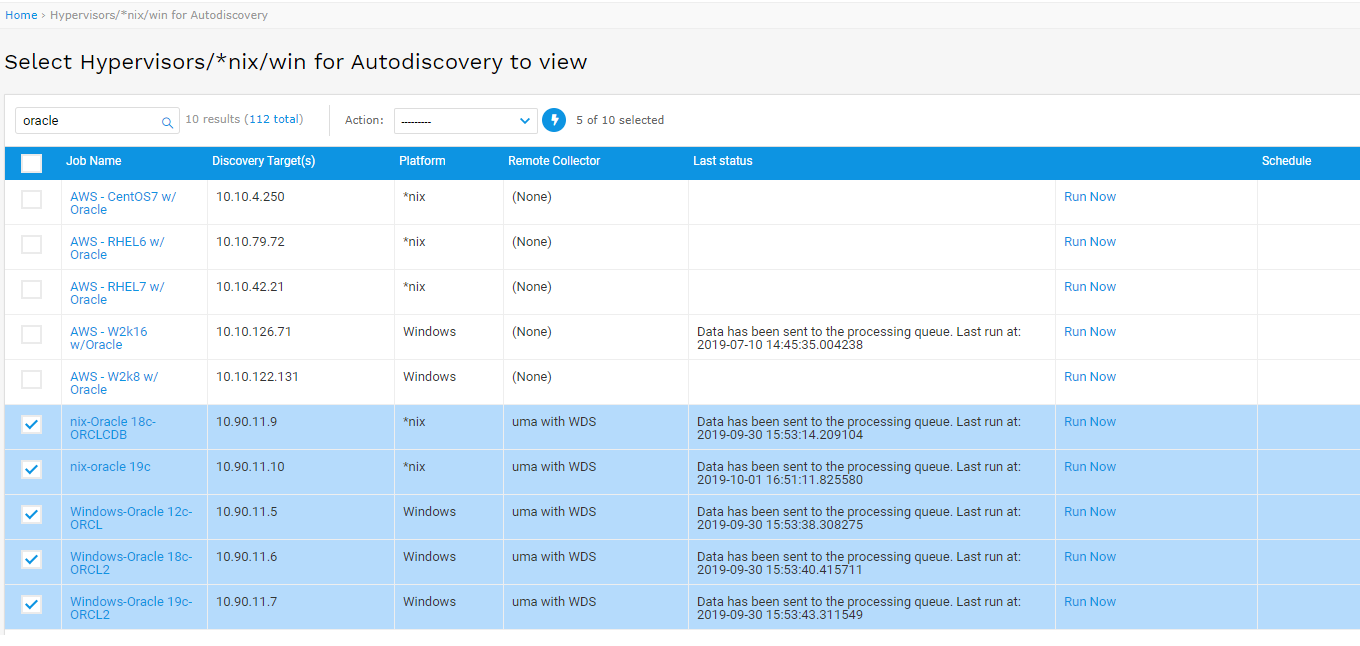 Home › Hypervisors/*nix/win for Autodiscovery
Select Hypervisors/*nix/win for Autodiscovery to view
oracle 10 results (112 total) Action: --------- 5 of 10 selected
Job Name Discovery Target(s) Platform Remote Collector Last status Schedule
AWS - CentOS7 w/ 10.10.4.250 *nix (None) Run Now
Oracle
AWS - RHEL6 w/ 10.10.79.72 *nix (None) Run Now
Oracle
AWS - RHEL7 w/ 10.10.42.21 *nix (None) Run Now
Oracle
AWS - W2k16 10.10.126.71 Windows (None) Data has been sent to the processing queue. Last run at: Run Now
w/Oracle 2019-07-10 14:45:35.004238
AWS - W2k8 w/ 10.10.122.131 Windows (None) Run Now
Oracle
nix-Oracle 18c- 10.90.11.9 *nix uma with WDS Data has been sent to the processing queue. Last run at: Run Now
ORCLCDB 2019-09-30 15:53:14.209104
nix-oracle 19c 10.90.11.10 *nix uma with WDS Data has been sent to the processing queue. Last run at: Run Now
2019-10-01 16:51:11.825580
Windows-Oracle 12c- 10.90.11.5 Windows uma with WDS Data has been sent to the processing queue. Last run at: Run Now
ORCL 2019-09-30 15:53:38.308275
Windows-Oracle 18c- 10.90.11.6 Windows uma with WDS Data has been sent to the processing queue. Last run at: Run Now
ORCL2 2019-09-30 15:53:40.415711
Windows-Oracle 19c- 10.90.11.7 Windows uma with WDS Data has been sent to the processing queue. Last run at: Run Now
ORCL2 2019-09-30 15:53:43.311549